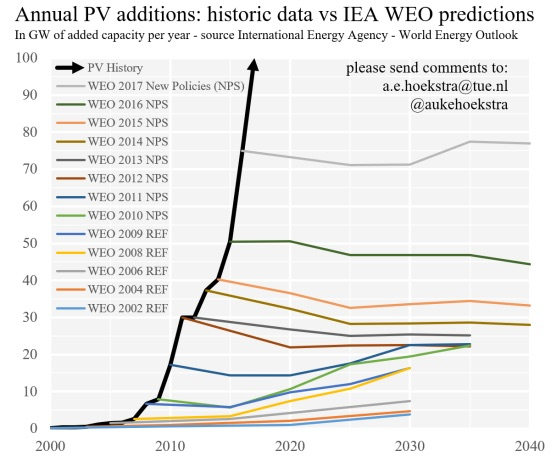 Annual PV additions: historic data vs IEA WEO predictions
In GW of added capacity per year - source International Energy Agency - World Energy Outlook
100
90
80
70
60
50
40
30
20
10
0
PV History
WEO 2017 New Policies (NPS)
WEO 2016 NPS
WEO 2015 NPS
WEO 2014 NPS
WEO 2013 NPS
WEO 2012 NPS
WEO 2011 NPS
WEO 2010 NPS
WEO 2009 REF
WEO 2008 REF
WEO 2006 REF
WEO 2004 REF
WEO 2002 REF
please send comments to:
a.e.hoekstra@tue.nl
@aukehoekstra
2000 2010 2020 2030 2040